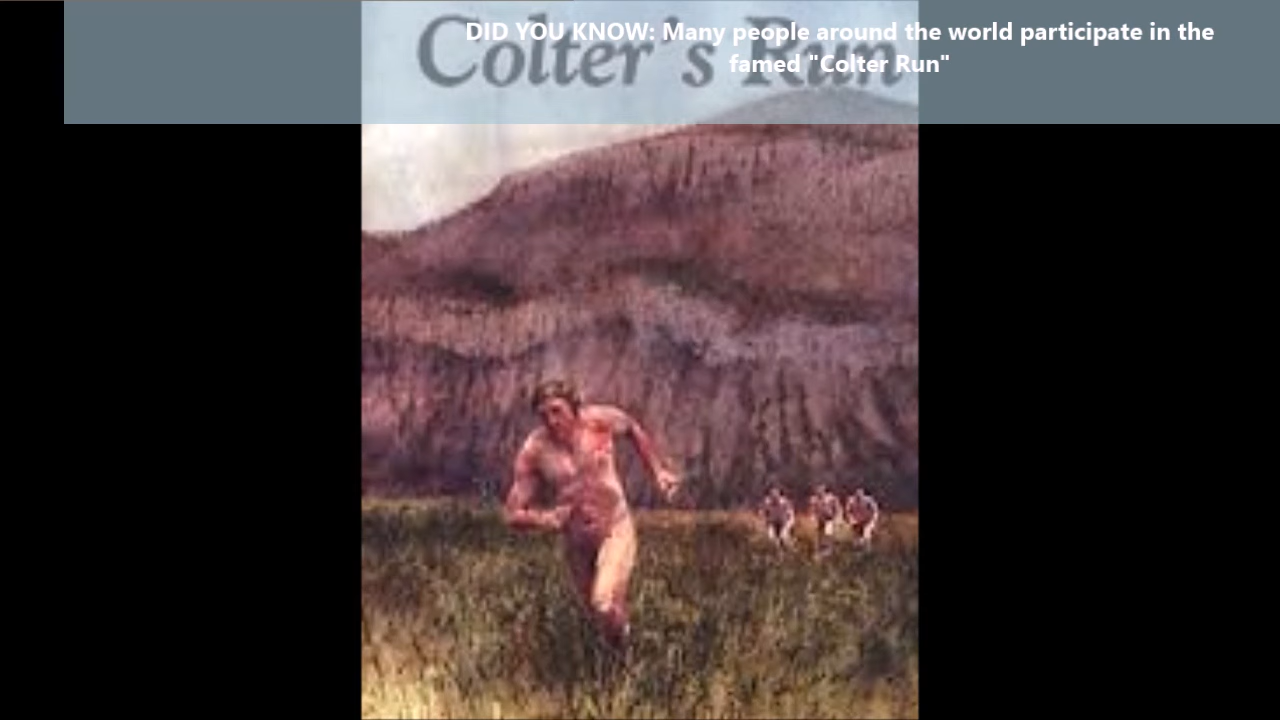 DID YOU KNOW: Many people around the world participate in the
famed "Colter Run"
Colter's Run